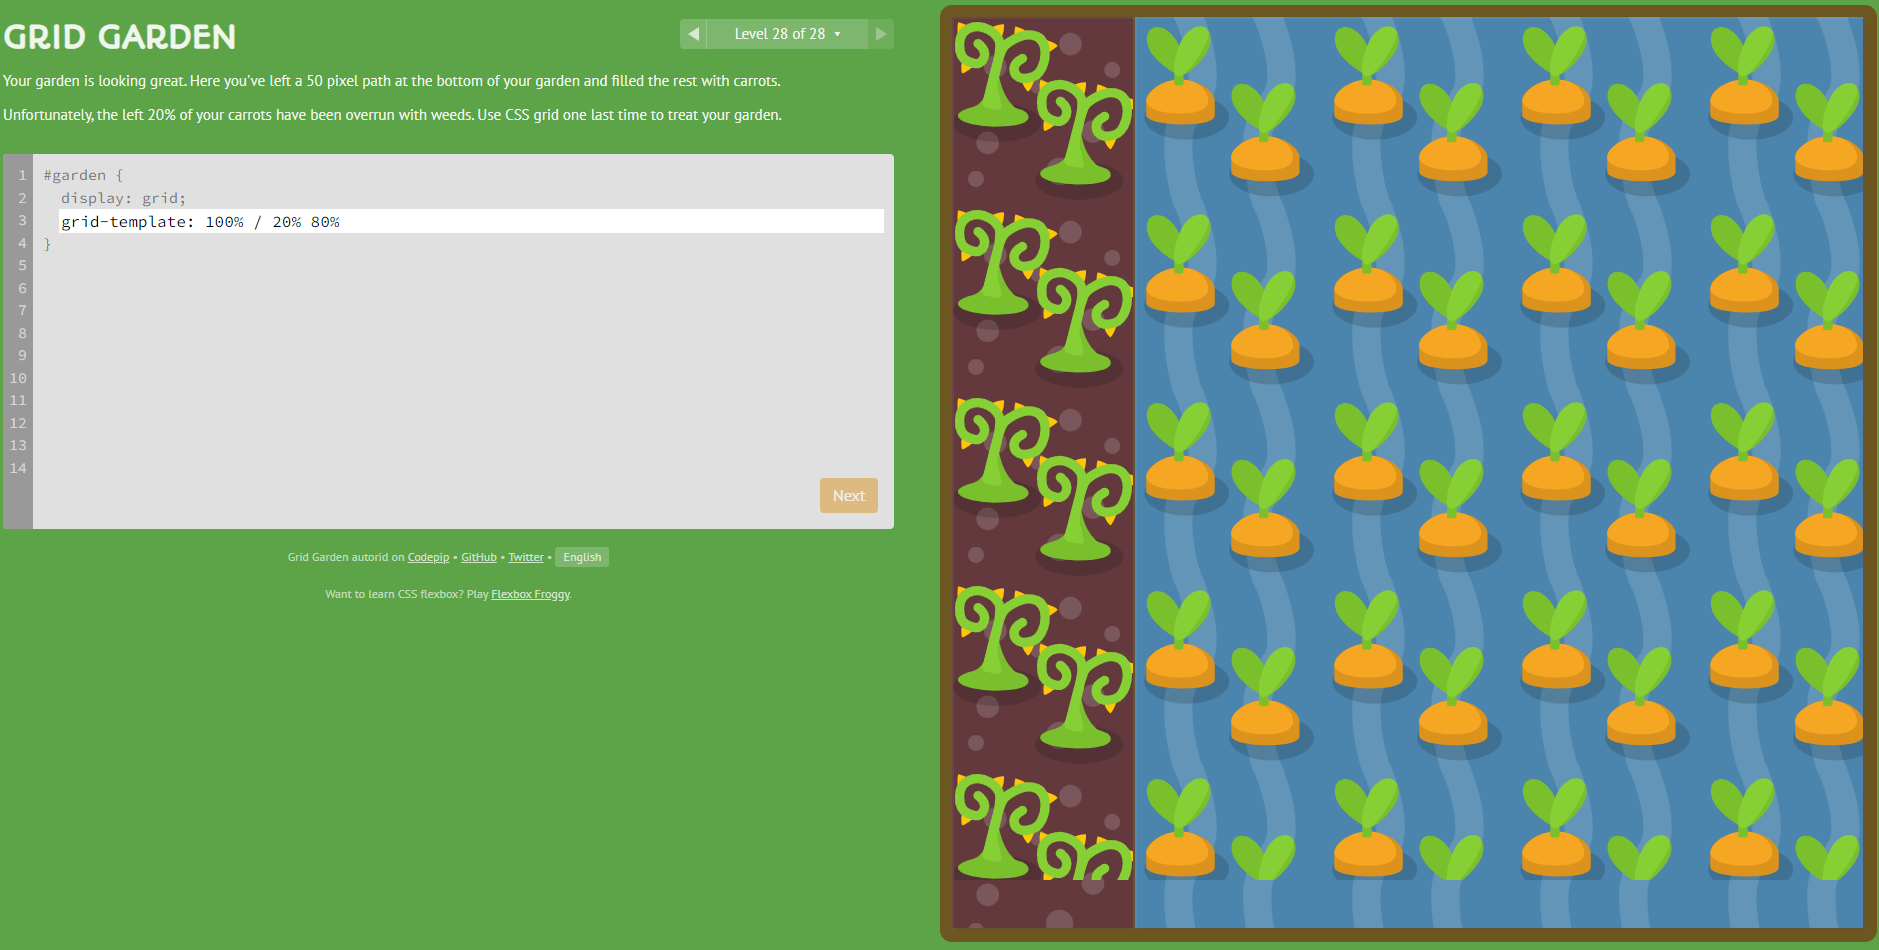 GRID GARDEN
Level 28 of 28
Your garden is looking great. Here you've left a 50 pixel path at the bottom of your garden and filled the rest with carrots.
Unfortunately, the left 20% of your carrots have been overrun with weeds. Use CSS grid one last time to treat your garden.
1 #garden {
2 display: grid;
3 grid-template: 100% / 20% 80%
4 }
5
6
7
8
9
10
11
12
13
14
Next
Grid Garden autorid on Codepip • GitHub • Twitter • English
Want to learn CSS flexbox? Play Flexbox Froggy.